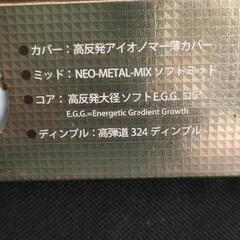 ● カバー：高反発アイオノマー薄カバー
● ミッド：NEO-METAL-MIX ソフトミッド
● コア：高反発大径 ソフトE.G.G. コア
E.G.G.=Energetic Gradient Growth
● ディンプル：高弾道 324 ディンプル